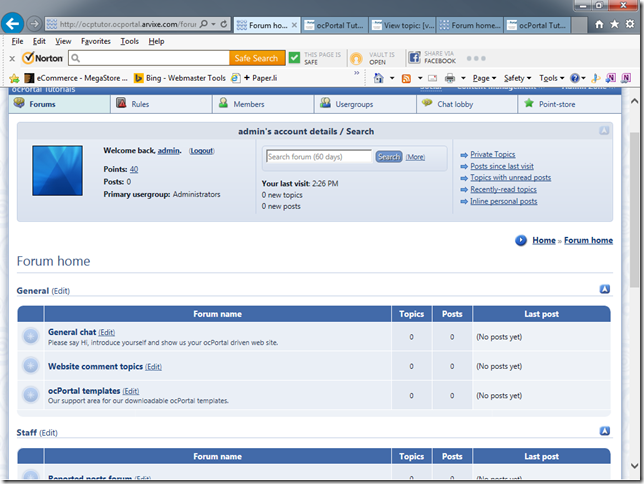 http://ocptutor.ocportal.arvixe.com/forur
Forum ho...
ocPortal Tut...
View topic: [v...
Forum home...
ocPortal Tut...
File Edit View Favorites Tools Help
Norton Safe Search THIS PAGE IS SAFE VAULT IS OPEN SHARE VIA FACEBOOK
eCommerce - MegaStore ... Bing - Webmaster Tools + Paper.li
Page Safety Tools
ocPortal Tutorials
Forums Rules Members Usergroups Chat lobby Point-store
admin's account details / Search
Welcome back, admin. (Logout)
Points: 40
Posts: 0
Primary usergroup: Administrators
Search forum (60 days) Search (More)
Your last visit: 2:26 PM
0 new topics
0 new posts
Private Topics
Posts since last visit
Topics with unread posts
Recently-read topics
Inline personal posts
Home » Forum home
Forum home
General (Edit)
Forum name Topics Posts Last post
General chat (Edit)
Please say Hi, introduce yourself and show us your ocPortal driven web site.
0 0 (No posts yet)
Website comment topics (Edit) 0 0 (No posts yet)
ocPortal templates (Edit)
Our support area for our downloadable ocPortal templates.
0 0 (No posts yet)
Staff (Edit)
Forum name Topics Posts Last post
Reported posts forum (Edit) 0 0 (No posts yet)